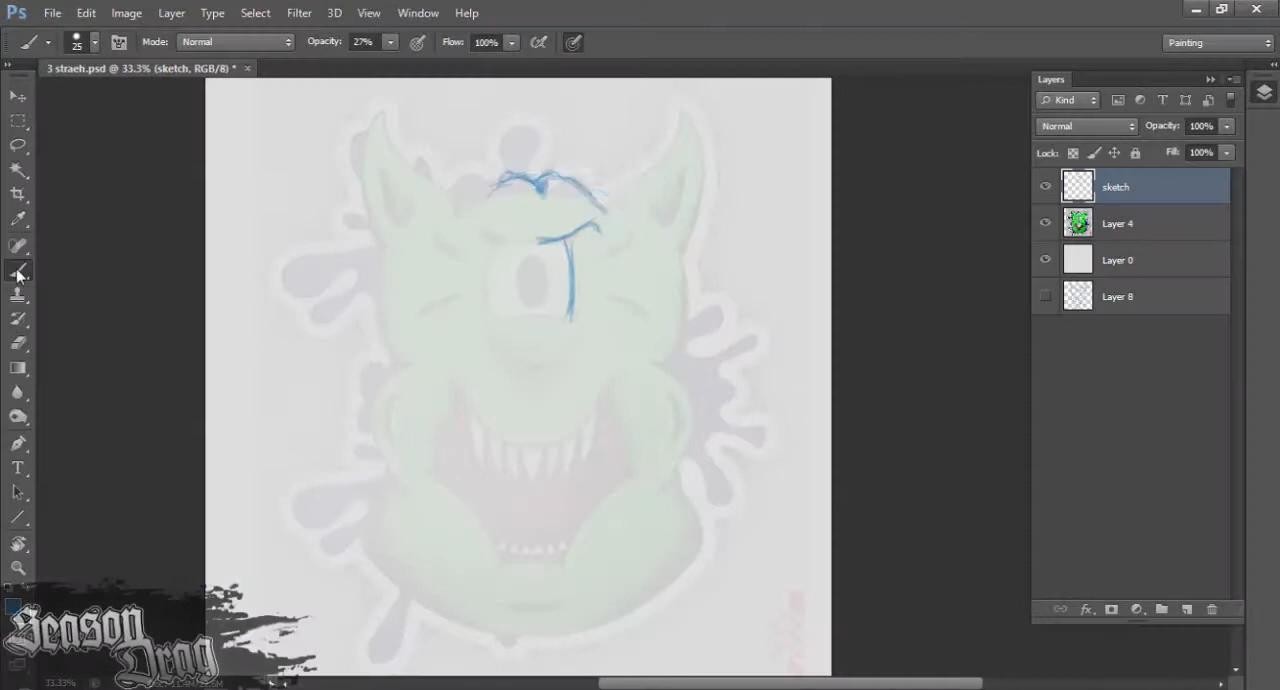 Ps File Edit Image Layer Type Select Filter 3D View Window Help
25 Mode: Normal Opacity: 27% Flow: 100% Painting
3 straeh.psd @ 33.3% (sketch, RGB/8) * ×
Layers
Kind
Normal Opacity: 100%
Lock: Fill: 100%
sketch
Layer 4
Layer 0
Layer 8
T
Season
Drag
33.33%